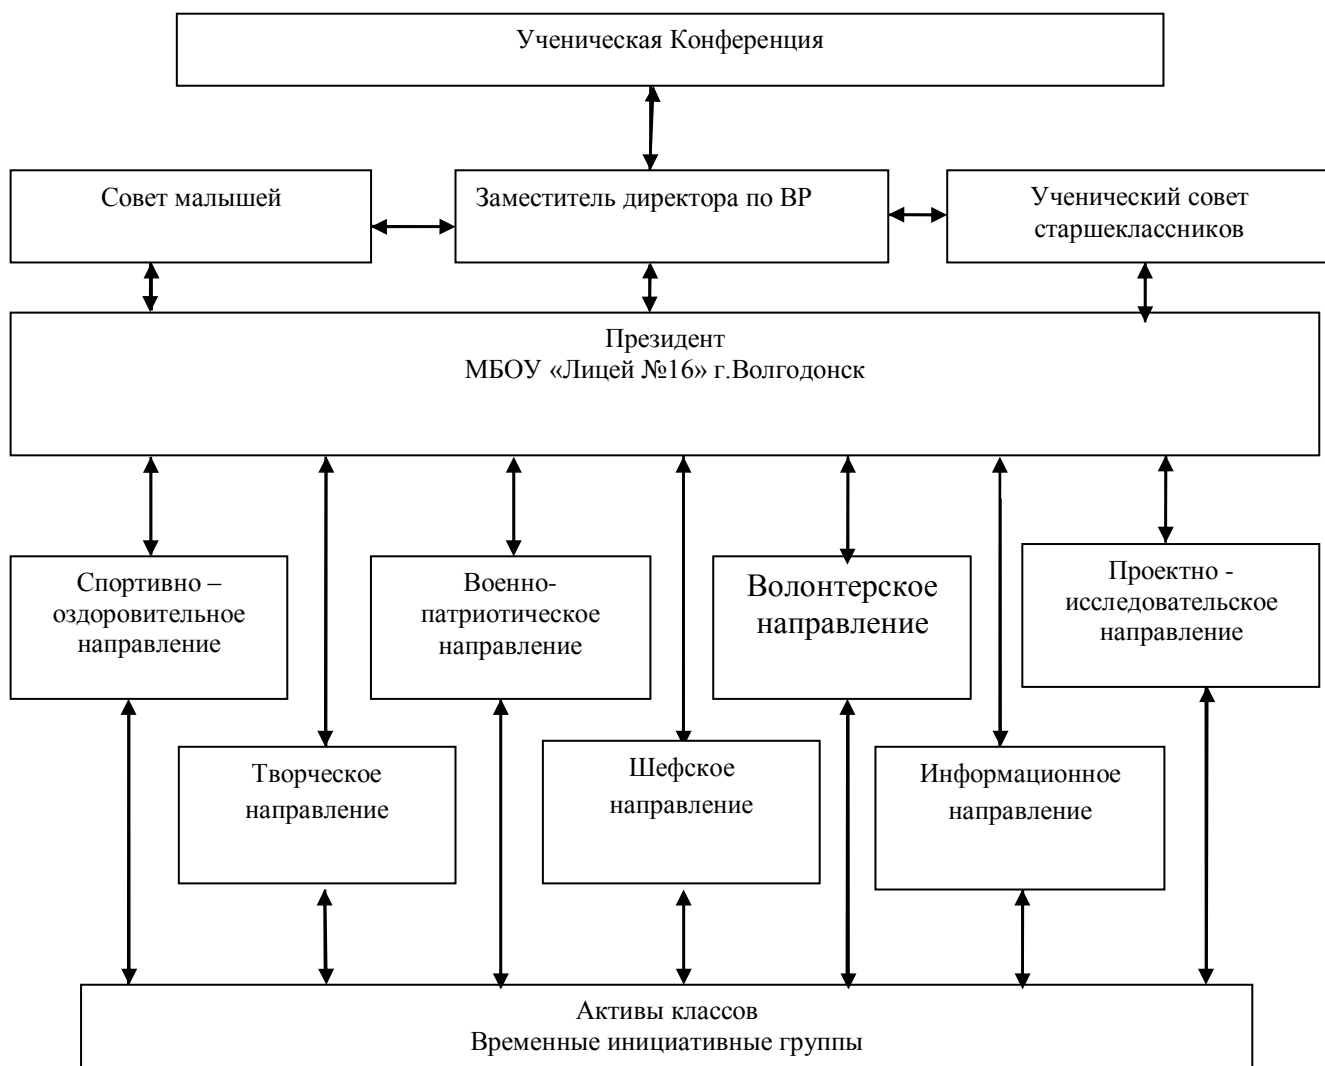 Ученическая Конференция
Совет малышей
Заместитель директора по ВР
Ученический совет
старшеклассников
Президент
МБОУ «Лицей №16» г.Волгодонск
Спортивно –
оздоровительное
направление
Военно-
патриотическое
направление
Волонтерское
направление
Проектно -
исследовательское
направление
Творческое
направление
Шефское
направление
Информационное
направление
Активы классов
Временные инициативные группы